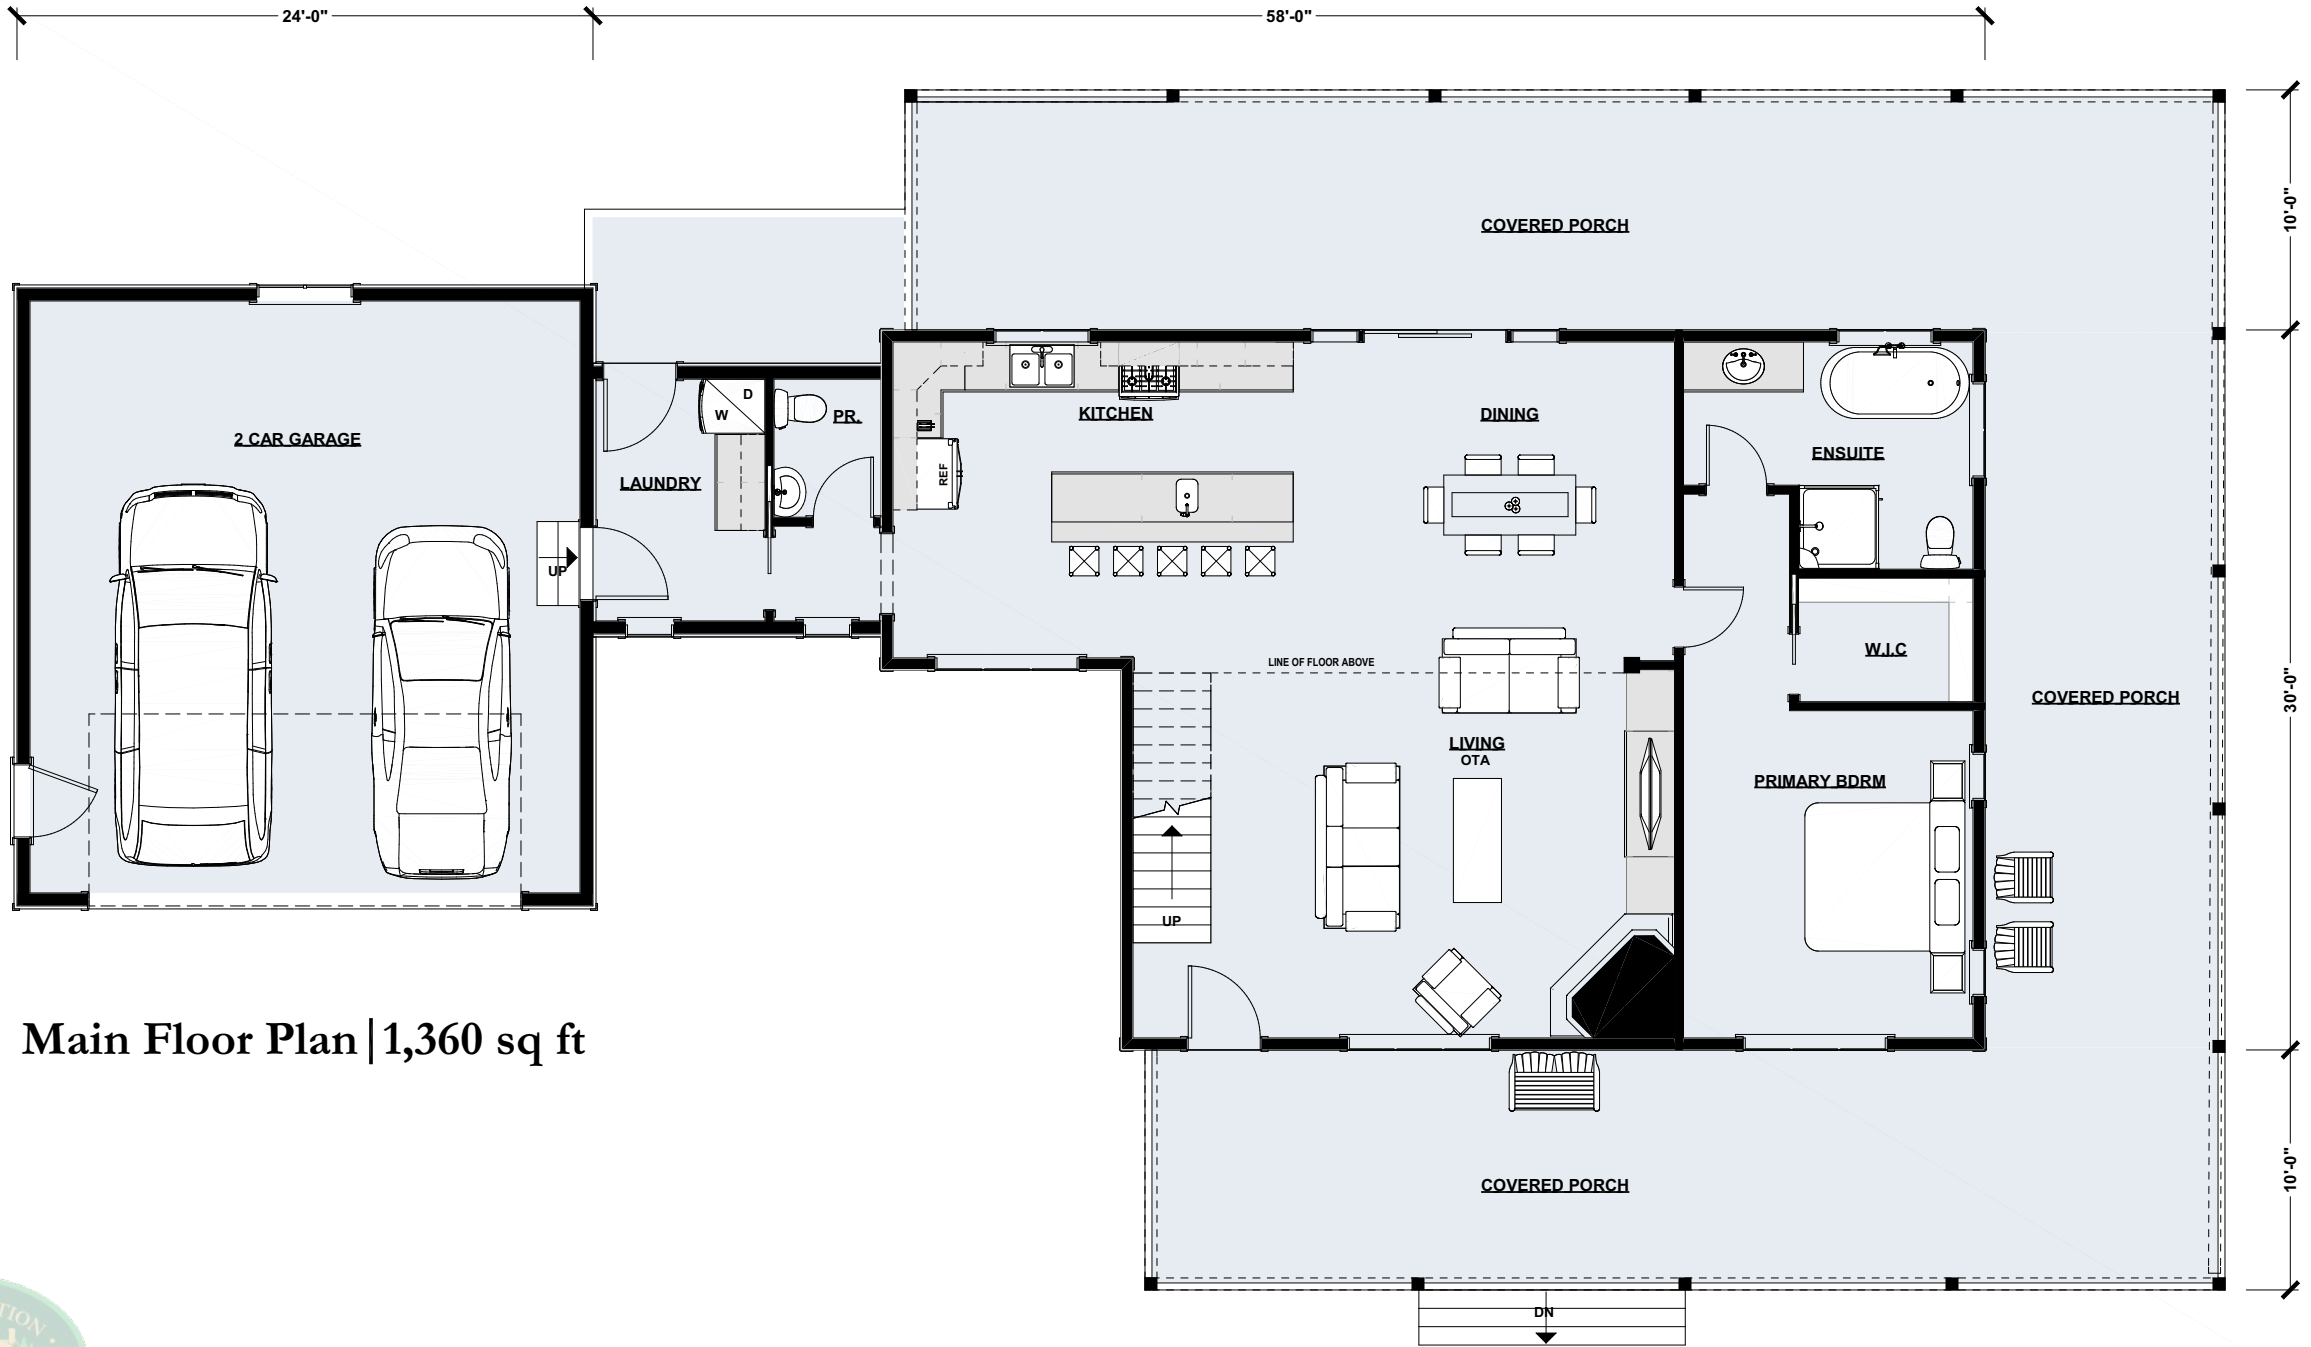 24'-0"
58'-0"
COVERED PORCH
10'-0"
2 CAR GARAGE
UP
D
W
PR.
LAUNDRY
KITCHEN
REF
DINING
ENSUITE
W.I.C
LINE OF FLOOR ABOVE
LIVING
OTA
UP
PRIMARY BDRM
COVERED PORCH
30'-0"
Main Floor Plan|1,360 sq ft
COVERED PORCH
10'-0"
DN